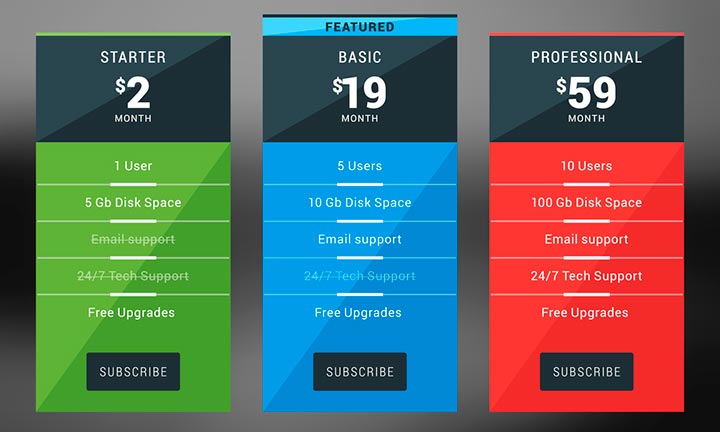 STARTER
$2
MONTH
1 User
5 Gb Disk Space
Email support
24/7 Tech Support
Free Upgrades
SUBSCRIBE
FEATURED
BASIC
$19
MONTH
5 Users
10 Gb Disk Space
Email support
24/7 Tech Support
Free Upgrades
SUBSCRIBE
PROFESSIONAL
$59
MONTH
10 Users
100 Gb Disk Space
Email support
24/7 Tech Support
Free Upgrades
SUBSCRIBE